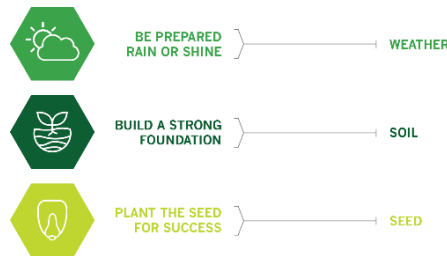 BE PREPARED
RAIN OR SHINE
WEATHER
BUILD A STRONG
FOUNDATION
SOIL
PLANT THE SEED
FOR SUCCESS
SEED